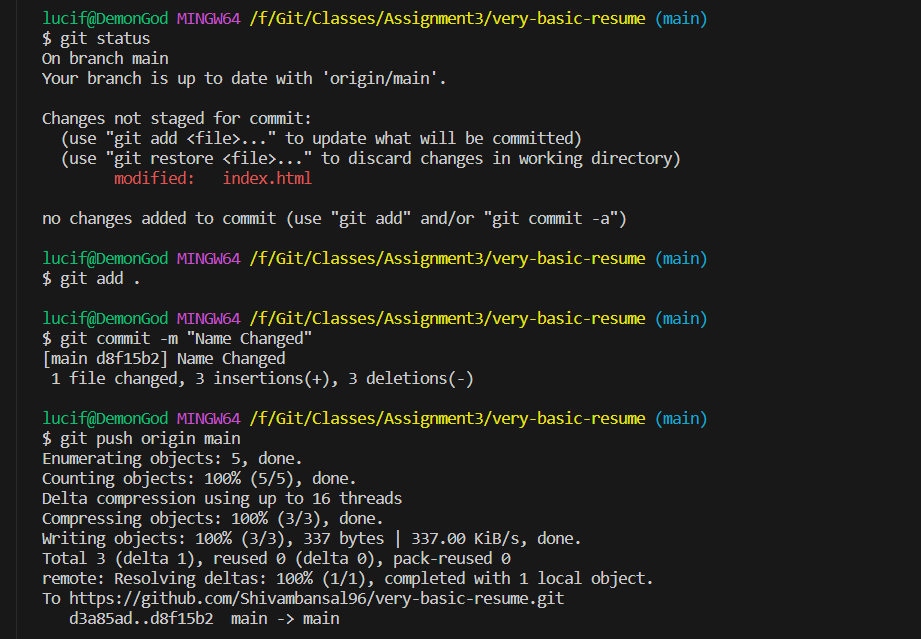 lucif@DemonGod MINGW64 /f/Git/Classes/Assignment3/very-basic-resume (main)
$ git status
On branch main
Your branch is up to date with 'origin/main'.

Changes not staged for commit:
  (use "git add <file>..." to update what will be committed)
  (use "git restore <file>..." to discard changes in working directory)
        modified:   index.html

no changes added to commit (use "git add" and/or "git commit -a")

lucif@DemonGod MINGW64 /f/Git/Classes/Assignment3/very-basic-resume (main)
$ git add .

lucif@DemonGod MINGW64 /f/Git/Classes/Assignment3/very-basic-resume (main)
$ git commit -m "Name Changed"
[main d8f15b2] Name Changed
 1 file changed, 3 insertions(+), 3 deletions(-)

lucif@DemonGod MINGW64 /f/Git/Classes/Assignment3/very-basic-resume (main)
$ git push origin main
Enumerating objects: 5, done.
Counting objects: 100% (5/5), done.
Delta compression using up to 16 threads
Compressing objects: 100% (3/3), done.
Writing objects: 100% (3/3), 337 bytes | 337.00 KiB/s, done.
Total 3 (delta 1), reused 0 (delta 0), pack-reused 0
remote: Resolving deltas: 100% (1/1), completed with 1 local object.
To https://github.com/Shivambansal96/very-basic-resume.git
   d3a85ad..d8f15b2  main -> main